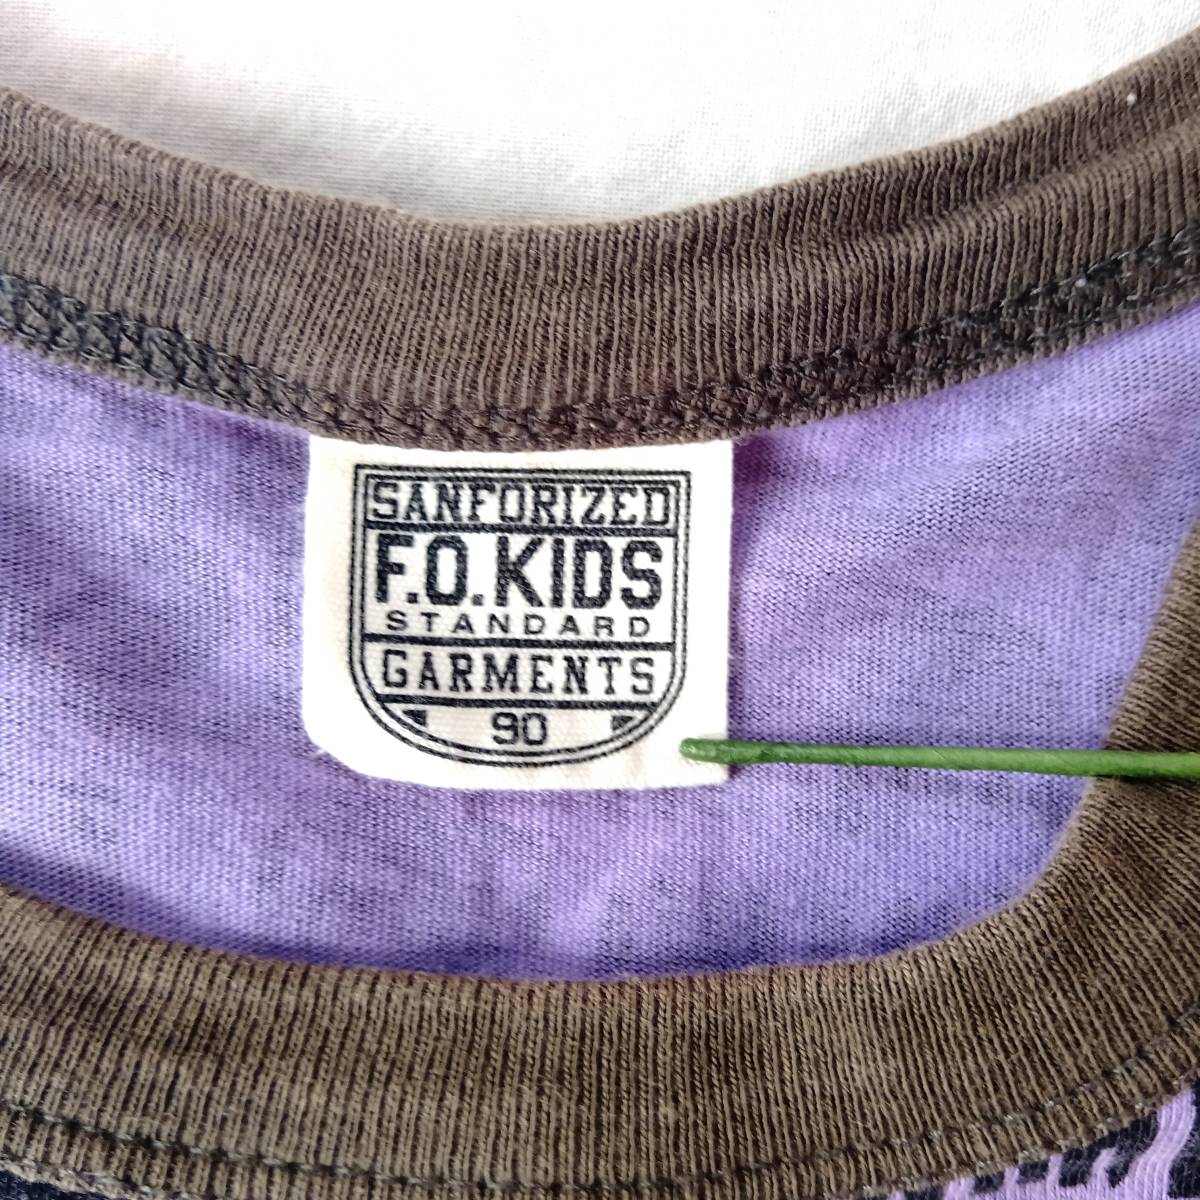 SANFORIZED
F.O.KIDS
STANDARD
GARMENTS
90